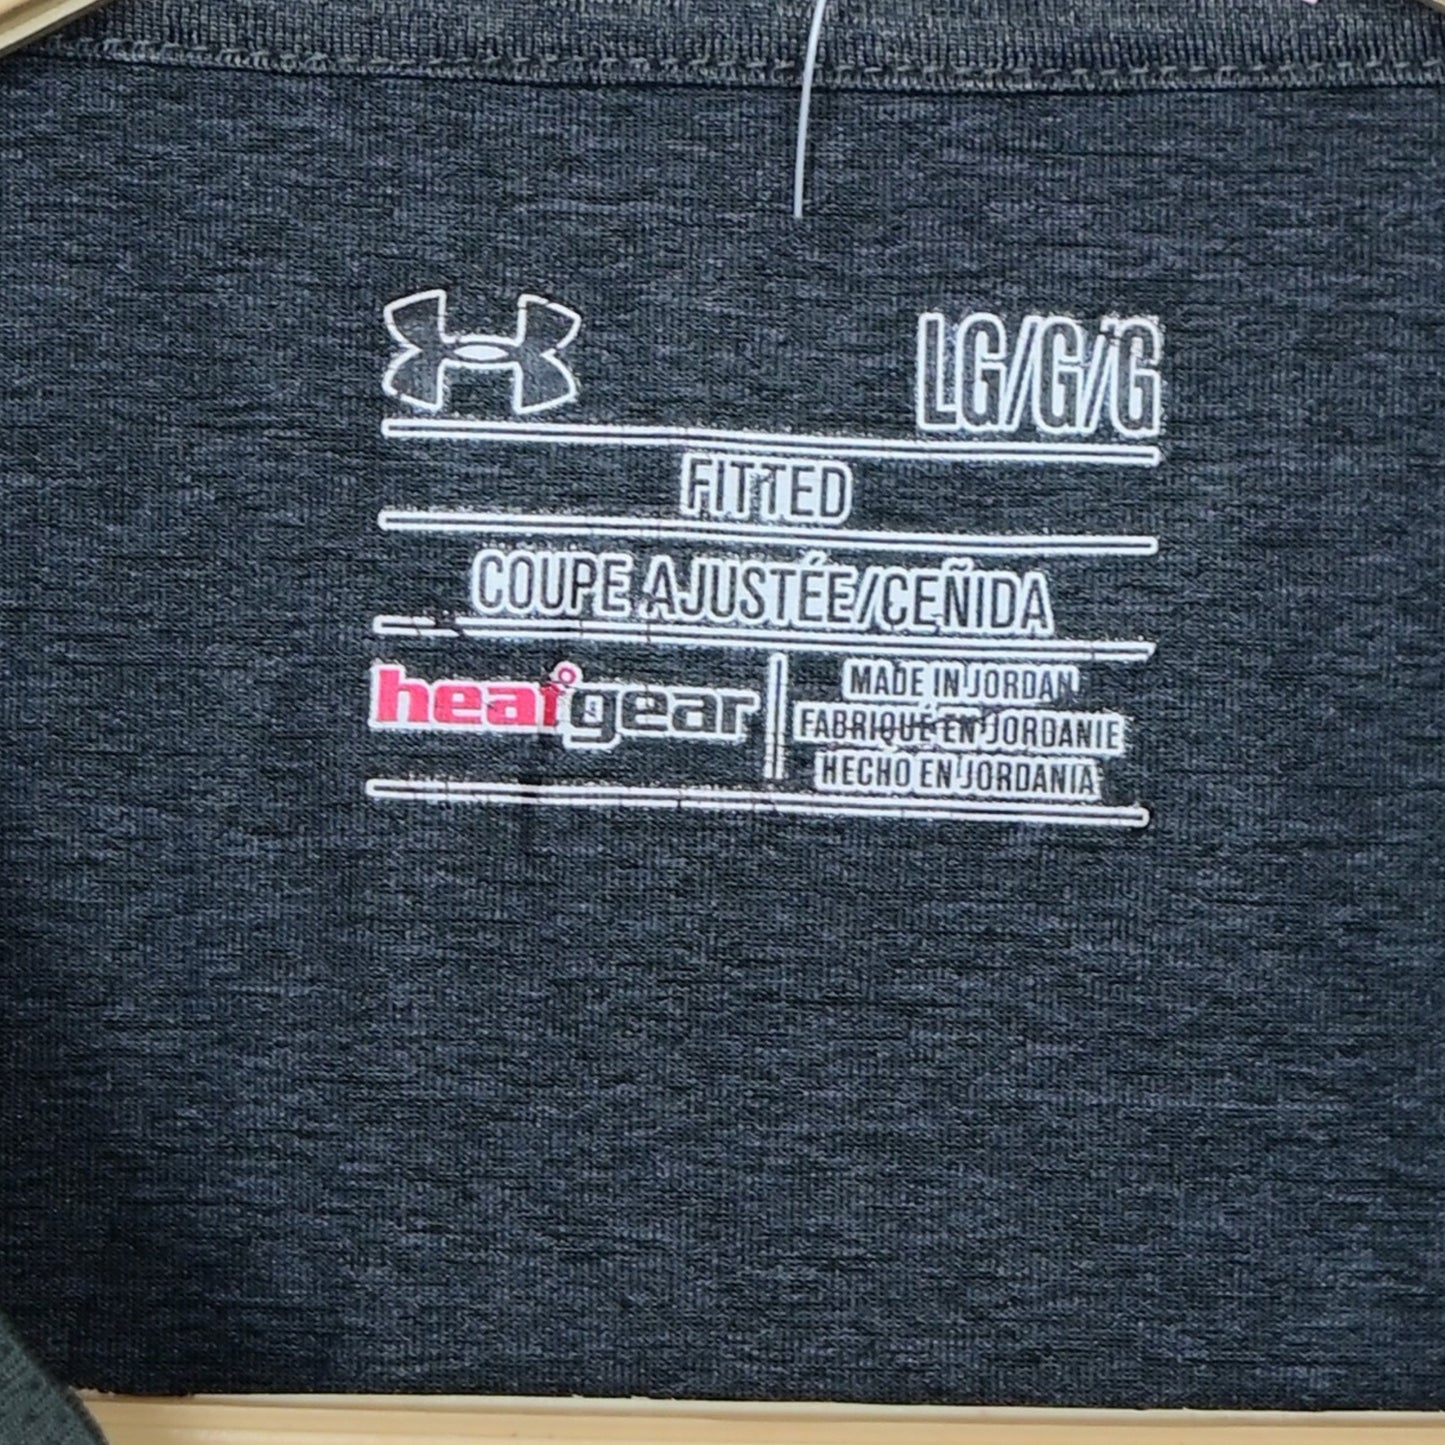 LG/G/G
FITTED
COUPE AJUSTÉE/CEÑIDA
heatgear
MADE IN JORDAN
FABRIQUÉ EN JORDANIE
HECHO EN JORDANIA